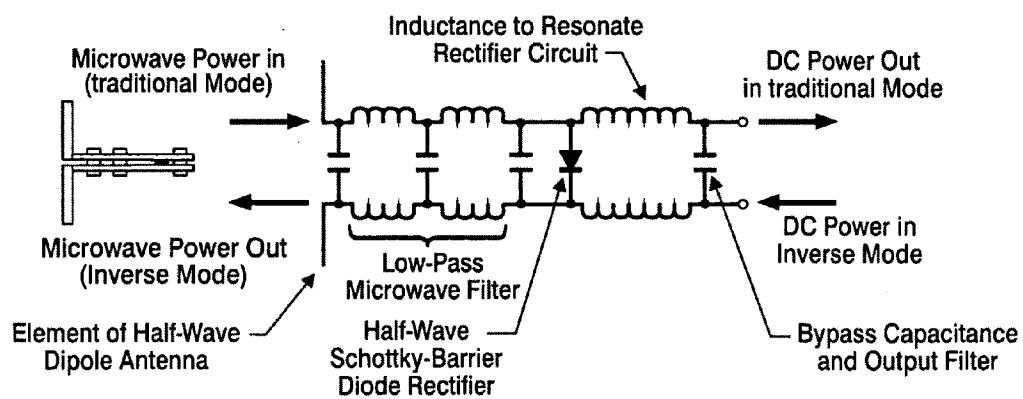 Inductance to Resonate
Rectifier Circuit
Microwave Power in
(traditional Mode)
DC Power Out
in traditional Mode
Microwave Power Out
(Inverse Mode)
DC Power in
Inverse Mode
Low-Pass
Microwave Filter
Element of Half-Wave
Dipole Antenna
Half-Wave
Schottky-Barrier
Diode Rectifier
Bypass Capacitance
and Output Filter